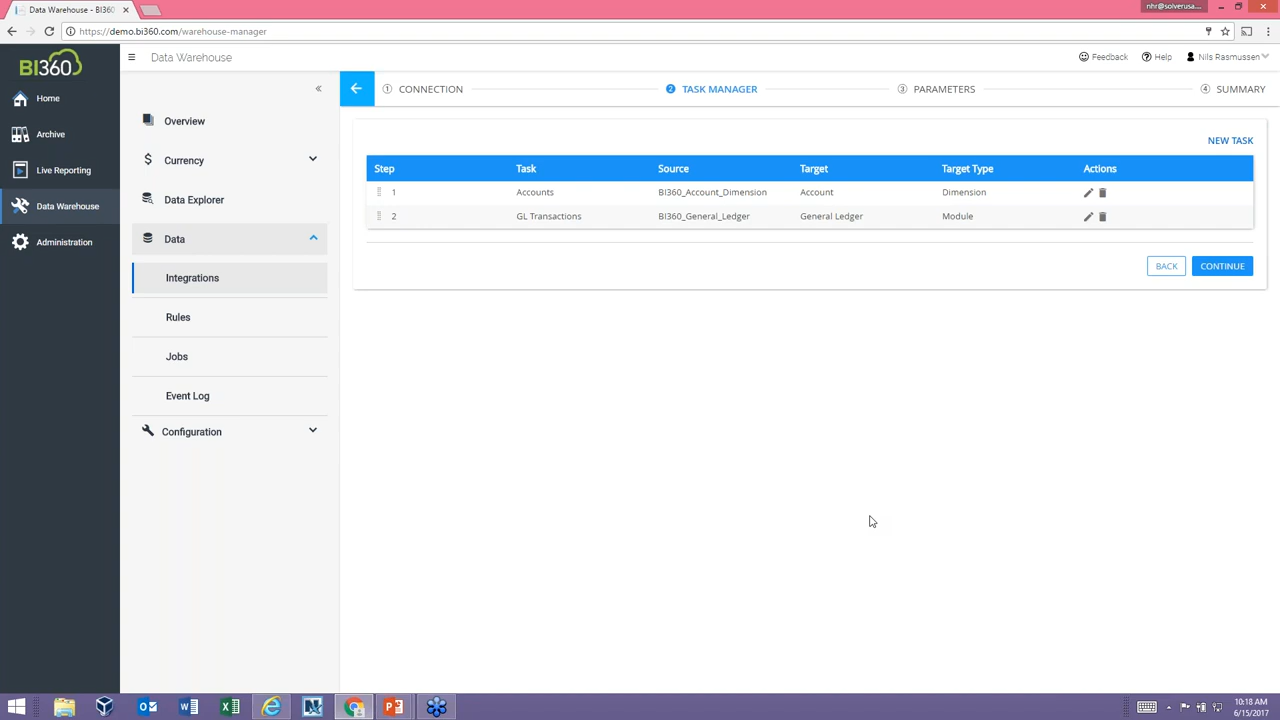 Data Warehouse - BI360
nhr@solverusa....
https://demo.bi360.com/warehouse-manager
BI360
Data Warehouse
Feedback
Help
Nils Rasmussen
Home
Archive
Live Reporting
Data Warehouse
Administration
Overview
Currency
Data Explorer
Data
Integrations
Rules
Jobs
Event Log
Configuration
1 CONNECTION
2 TASK MANAGER
3 PARAMETERS
4 SUMMARY
NEW TASK
Step Task Source Target Target Type Actions
1 Accounts BI360_Account_Dimension Account Dimension
2 GL Transactions BI360_General_Ledger General Ledger Module
BACK CONTINUE
10:18 AM
6/15/2017